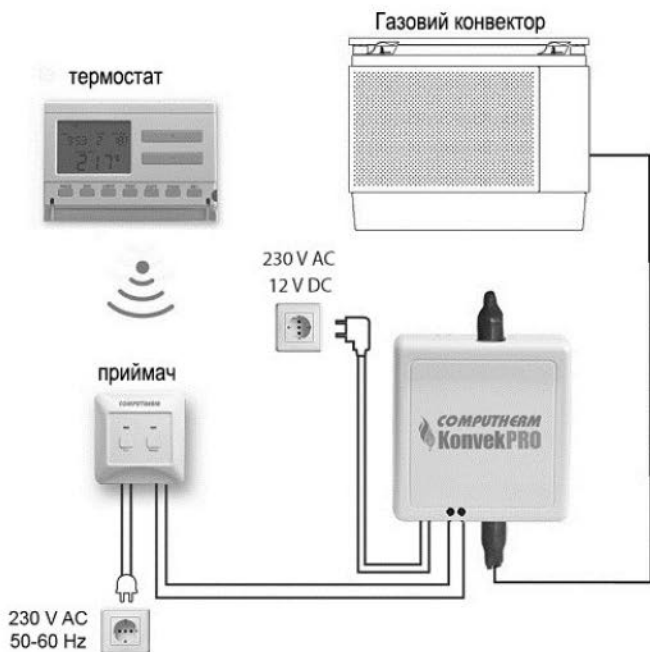 Газовий конвектор
термостат
230 V AC
12 V DC
приймач
COMPUTHERM
COMPUTHERM
KonvekPRO
230 V AC
50-60 Hz